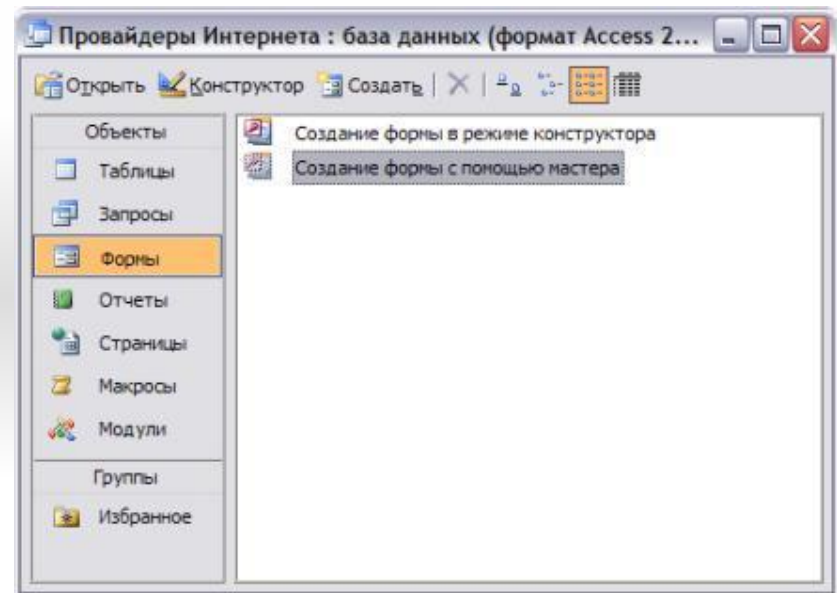 Провайдеры Интернета : база данных (формат Access 2...
Открыть Конструктор Создать
Объекты
Таблицы
Запросы
Формы
Отчеты
Страницы
Макросы
Модули
Группы
Избранное
Создание формы в режиме конструктора
Создание формы с помощью мастера